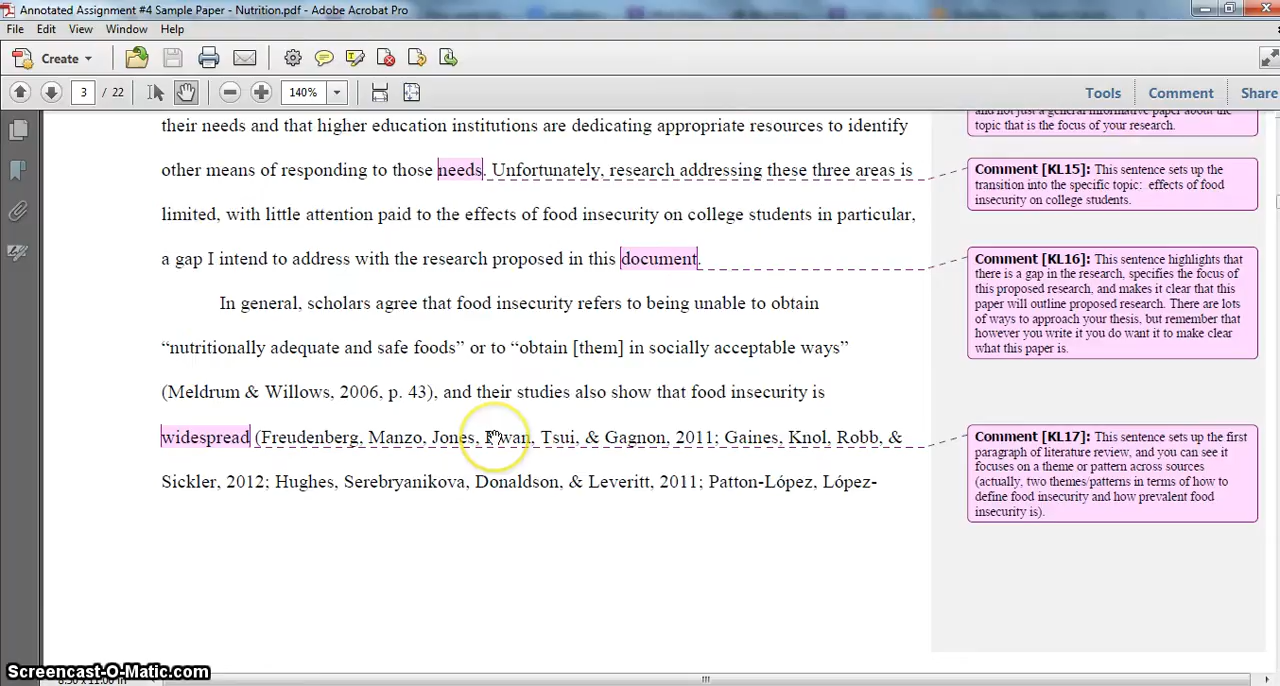 Annotated Assignment #4 Sample Paper - Nutrition.pdf - Adobe Acrobat Pro
File Edit View Window Help
Create
3 / 22 140% Tools Comment Share
their needs and that higher education institutions are dedicating appropriate resources to identify
other means of responding to those needs. Unfortunately, research addressing these three areas is
limited, with little attention paid to the effects of food insecurity on college students in particular,
a gap I intend to address with the research proposed in this document.
In general, scholars agree that food insecurity refers to being unable to obtain
“nutritionally adequate and safe foods” or to “obtain [them] in socially acceptable ways”
(Meldrum & Willows, 2006, p. 43), and their studies also show that food insecurity is
widespread (Freudenberg, Manzo, Jones, Kwan, Tsui, & Gagnon, 2011; Gaines, Knol, Robb, &
Sickler, 2012; Hughes, Serebryanikova, Donaldson, & Leveritt, 2011; Patton-López, López-
and not just a general informative paper about the
topic that is the focus of your research.
Comment [KL15]: This sentence sets up the
transition into the specific topic: effects of food
insecurity on college students.
Comment [KL16]: This sentence highlights that
there is a gap in the research, specifies the focus of
this proposed research, and makes it clear that this
paper will outline proposed research. There are lots
of ways to approach your thesis, but remember that
however you write it you do want it to make clear
what this paper is.
Comment [KL17]: This sentence sets up the first
paragraph of literature review, and you can see it
focuses on a theme or pattern across sources
(actually, two themes/patterns in terms of how to
define food insecurity and how prevalent food
insecurity is).
Screencast-O-Matic.com
8.50 x 11.00 in